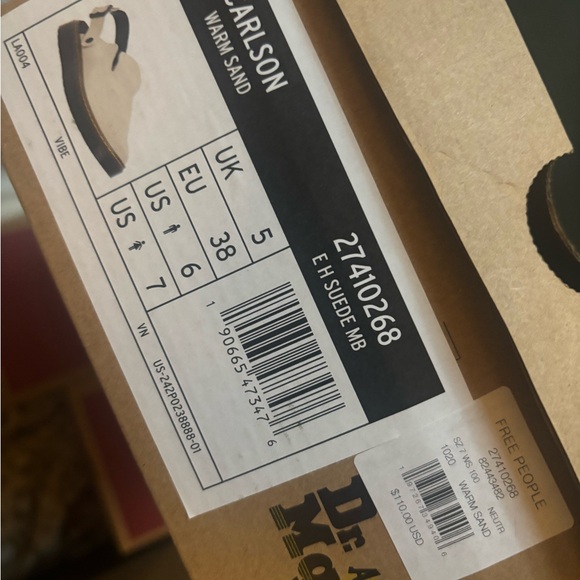 CARLSON
WARM SAND
27410268
E H SUEDE MB
LA004
VIBE
VN
US-242P0238888-01
UK 5
EU 38
US 6
US 7
1 90665 47347 6
FREE PEOPLE
27410268
82443482 NEUTR
SZ 7 WS 100 WARM SAND
1020
$110.00 USD
Dr.